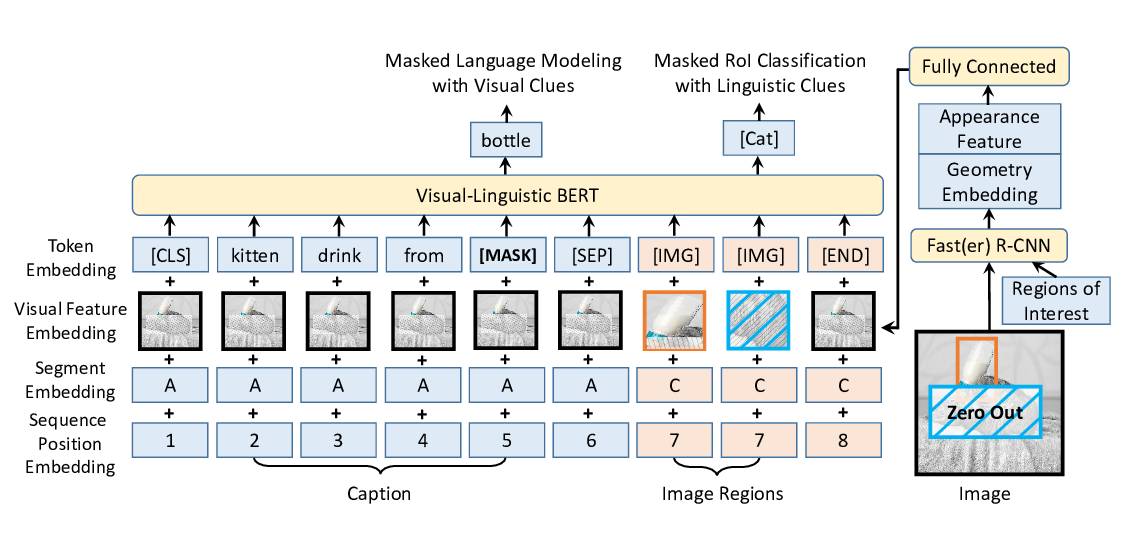 Masked Language Modeling
with Visual Clues
Masked RoI Classification
with Linguistic Clues
Fully Connected
bottle
[Cat]
Appearance
Feature
Geometry
Embedding
Visual-Linguistic BERT
Fast(er) R-CNN
Regions of
Interest
Token
Embedding
[CLS] kitten drink from [MASK] [SEP] [IMG] [IMG] [END]
+ + + + + + + + +
Visual Feature
Embedding
+ + + + + + + + +
Segment
Embedding
A A A A A A C C C
+ + + + + + + + +
Sequence
Position
Embedding
1 2 3 4 5 6 7 7 8
Caption
Image Regions
Zero Out
Image